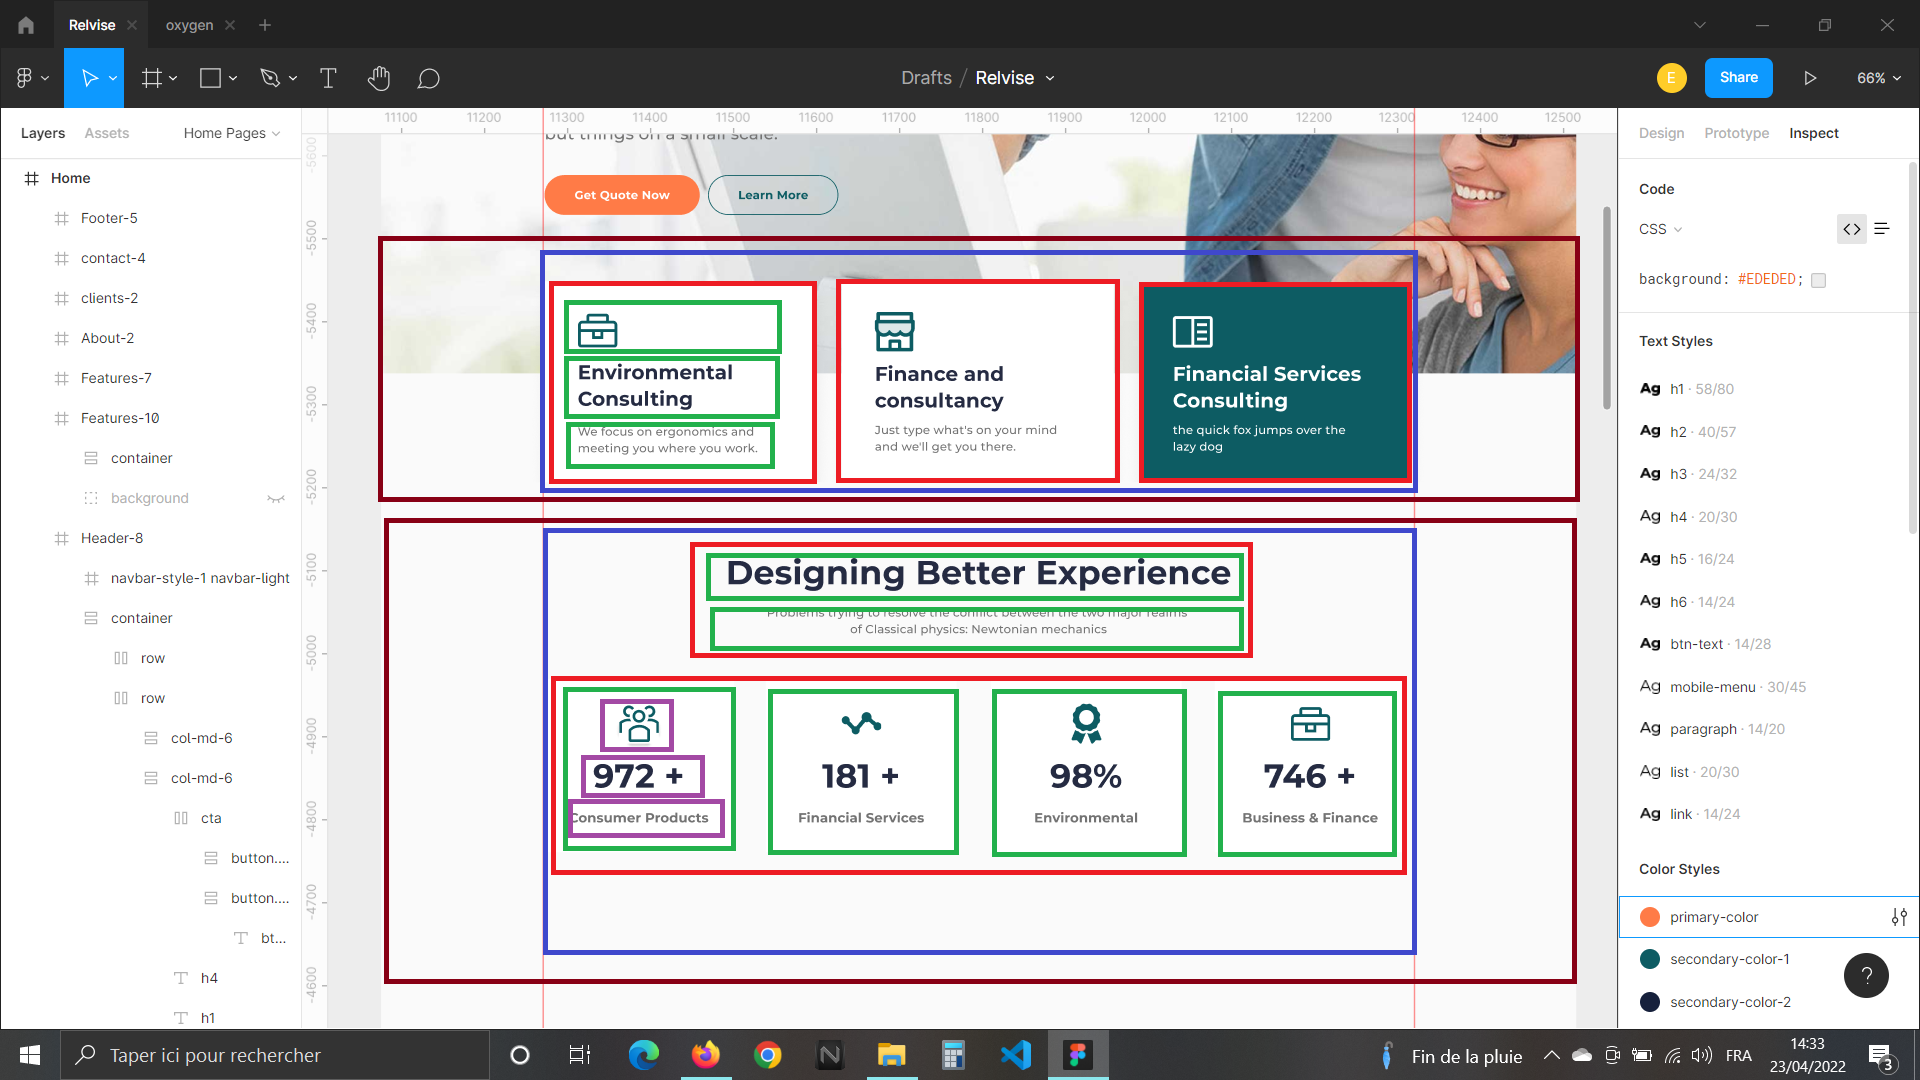 Relvise
oxygen
Drafts / Relvise
E
Share
66%
Layers
Assets
Home Pages
Home
Footer-5
contact-4
clients-2
About-2
Features-7
Features-10
container
background
Header-8
navbar-style-1 navbar-light
container
row
row
col-md-6
col-md-6
cta
button....
button....
bt...
h4
h1
11100 11200 11300 11400 11500 11600 11700 11800 11900 12000 12100 12200 12300 12400 12500
-5600
-5500
-5400
-5300
-5200
-5100
-5000
-4900
-4800
-4700
-4600
but things on a small scale.
Get Quote Now
Learn More
Environmental
Consulting
We focus on ergonomics and
meeting you where you work.
Finance and
consultancy
Just type what's on your mind
and we'll get you there.
Financial Services
Consulting
the quick fox jumps over the
lazy dog
Designing Better Experience
Problems trying to resolve the conflict between the two major realms
of Classical physics: Newtonian mechanics
972 +
Consumer Products
181 +
Financial Services
98%
Environmental
746 +
Business & Finance
Design
Prototype
Inspect
Code
CSS
background: #EDEDED;
Text Styles
Ag h1 · 58/80
Ag h2 · 40/57
Ag h3 · 24/32
Ag h4 · 20/30
Ag h5 · 16/24
Ag h6 · 14/24
Ag btn-text · 14/28
Ag mobile-menu · 30/45
Ag paragraph · 14/20
Ag list · 20/30
Ag link · 14/24
Color Styles
primary-color
secondary-color-1
secondary-color-2
?
Taper ici pour rechercher
N
Fin de la pluie
FRA
14:33
23/04/2022
3